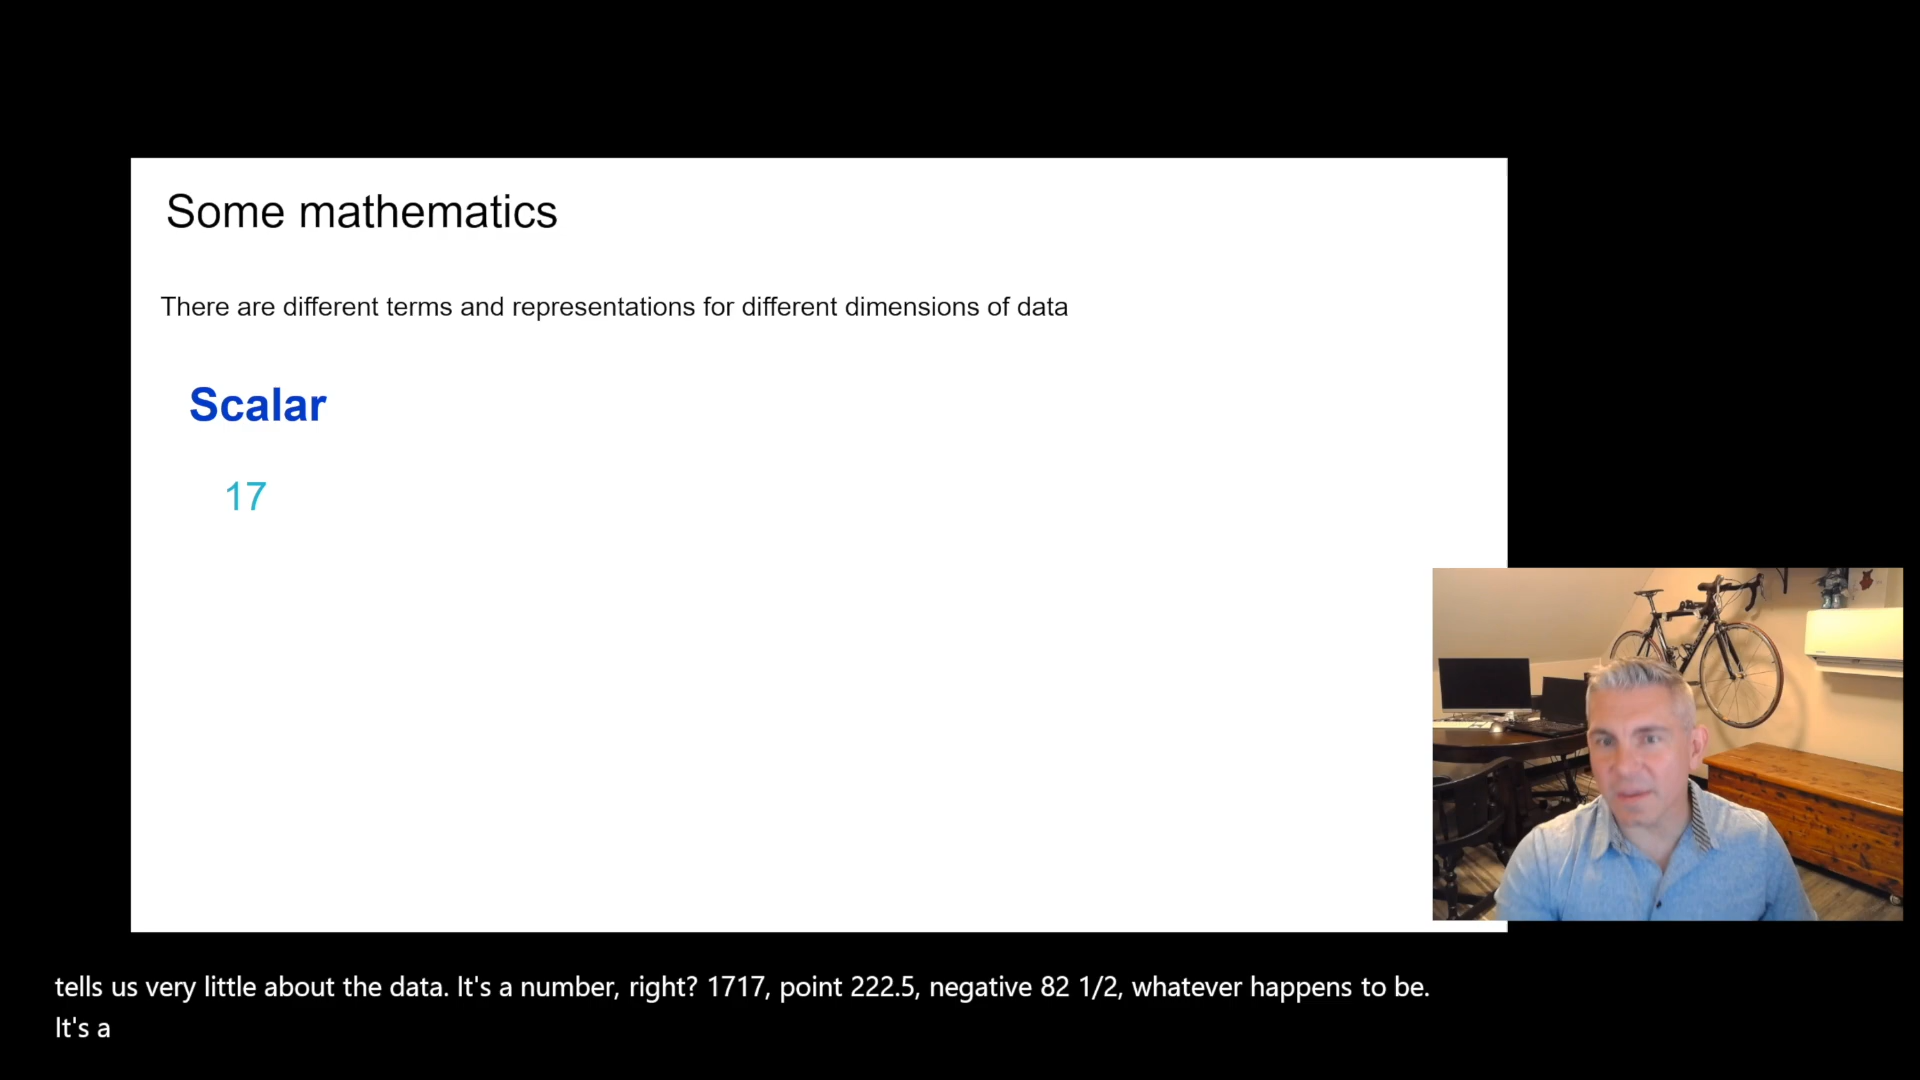 Some mathematics
There are different terms and representations for different dimensions of data
Scalar
17
tells us very little about the data. It's a number, right? 1717, point 222.5, negative 82 1/2, whatever happens to be.
It's a